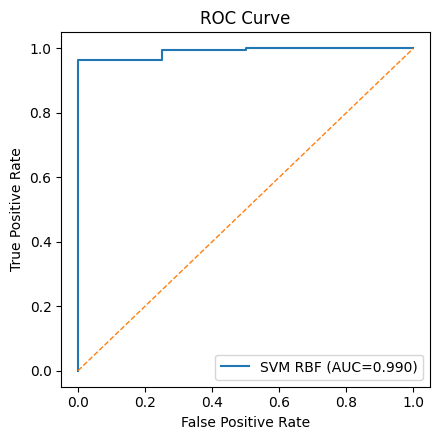 ROC Curve
True Positive Rate
1.0
0.8
0.6
0.4
0.2
0.0
0.0 0.2 0.4 0.6 0.8 1.0
False Positive Rate
SVM RBF (AUC=0.990)